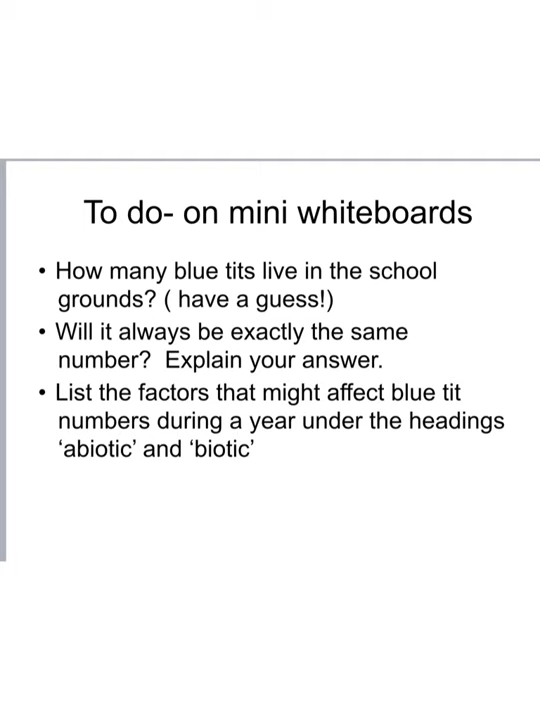 To do- on mini whiteboards
• How many blue tits live in the school
grounds? ( have a guess!)
• Will it always be exactly the same
number?  Explain your answer.
• List the factors that might affect blue tit
numbers during a year under the headings
‘abiotic’ and ‘biotic’